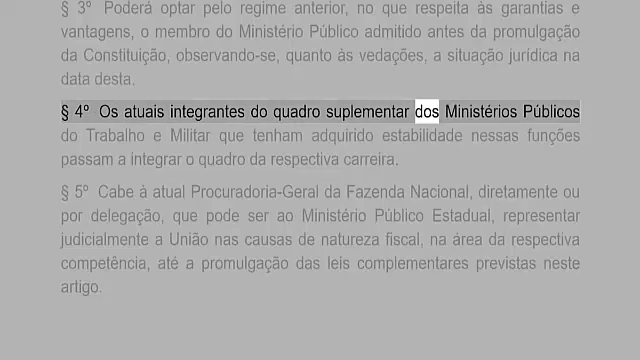 § 3º Poderá optar pelo regime anterior, no que respeita às garantias e
vantagens, o membro do Ministério Público admitido antes da promulgação
da Constituição, observando-se, quanto às vedações, a situação jurídica na
data desta.
§ 4º Os atuais integrantes do quadro suplementar dos Ministérios Públicos
do Trabalho e Militar que tenham adquirido estabilidade nessas funções
passam a integrar o quadro da respectiva carreira.
§ 5º Cabe à atual Procuradoria-Geral da Fazenda Nacional, diretamente ou
por delegação, que pode ser ao Ministério Público Estadual, representar
judicialmente a União nas causas de natureza fiscal, na área da respectiva
competência, até a promulgação das leis complementares previstas neste
artigo.